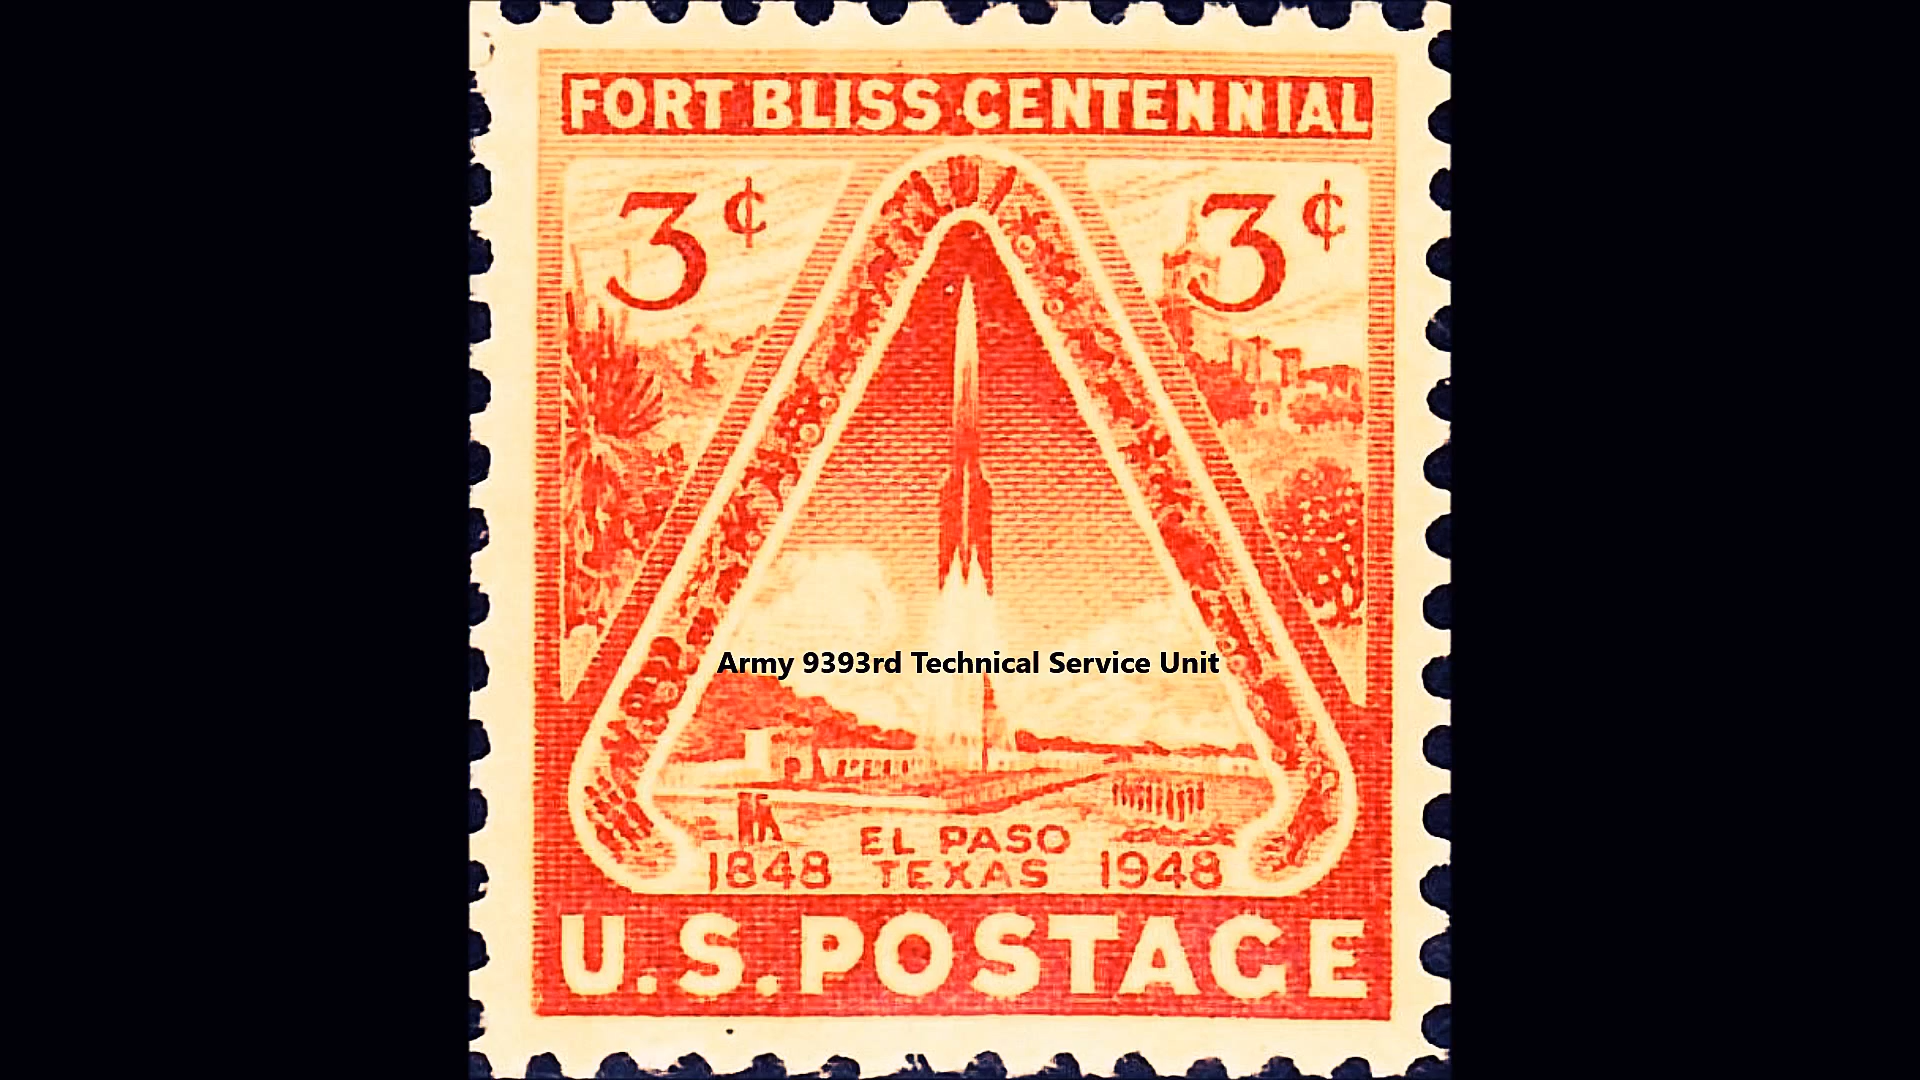 FORT BLISS CENTENNIAL
3¢ 3¢
Army 9393rd Technical Service Unit
EL PASO
1848 TEXAS 1948
U.S. POSTAGE